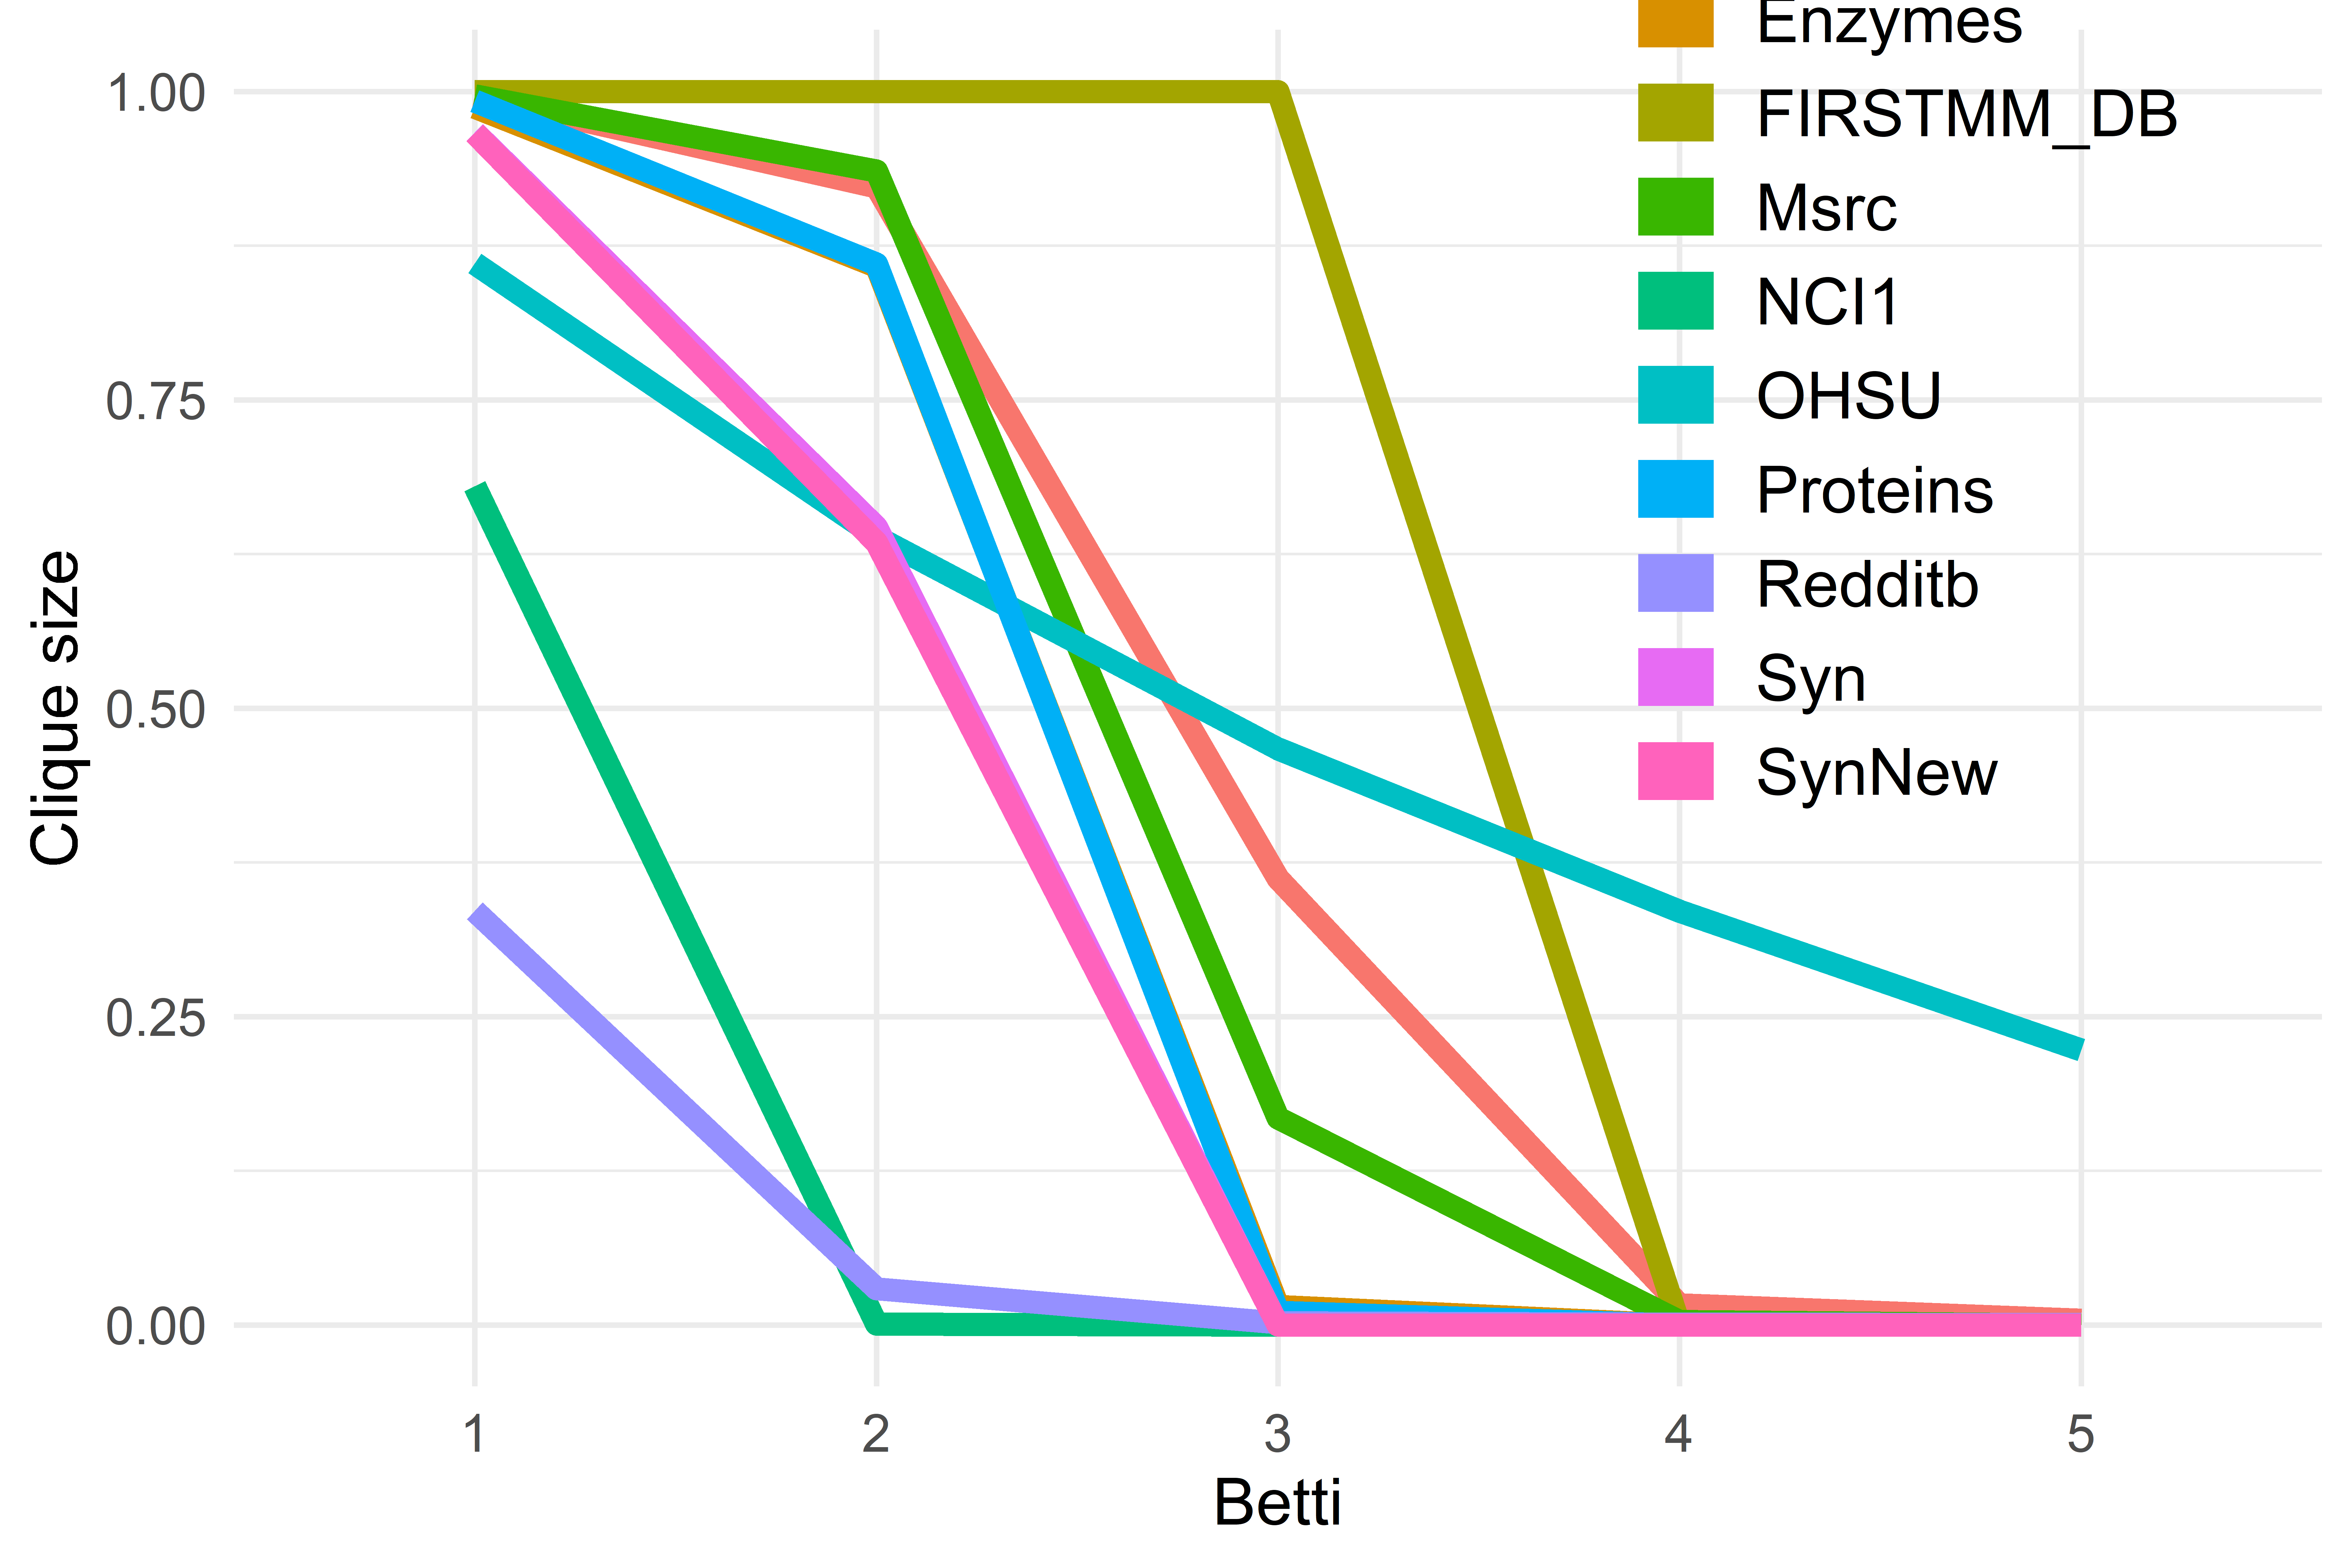 Enzymes
FIRSTMM_DB
Msrc
NCI1
OHSU
Proteins
Redditb
Syn
SynNew
1.00
0.75
0.50
0.25
0.00
Clique size
1 2 3 4 5
Betti